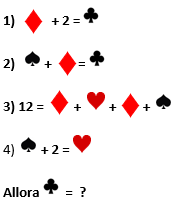 1) ♦ + 2 = ♣
2) ♠ + ♦ = ♣
3) 12 = ♦ + ♥ + ♦ + ♠
4) ♠ + 2 = ♥
Allora ♣ = ?